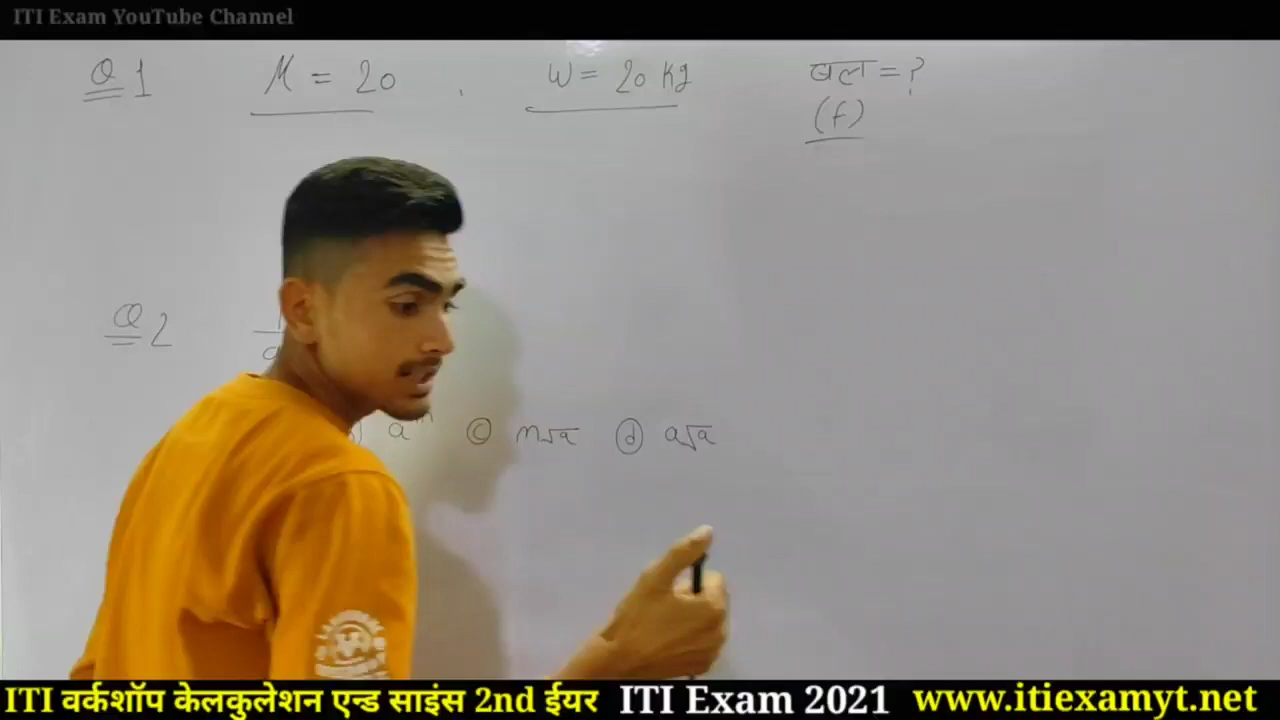 ITI Exam YouTube Channel
Q 1 M = 20 , W = 20 Kg बल = ?
(f)
Q 2
a ⓒ n√a ⓓ a√a
ITI वर्कशॉप केलकुलेशन एन्ड साइंस 2nd ईयर ITI Exam 2021 www.itiexamyt.net